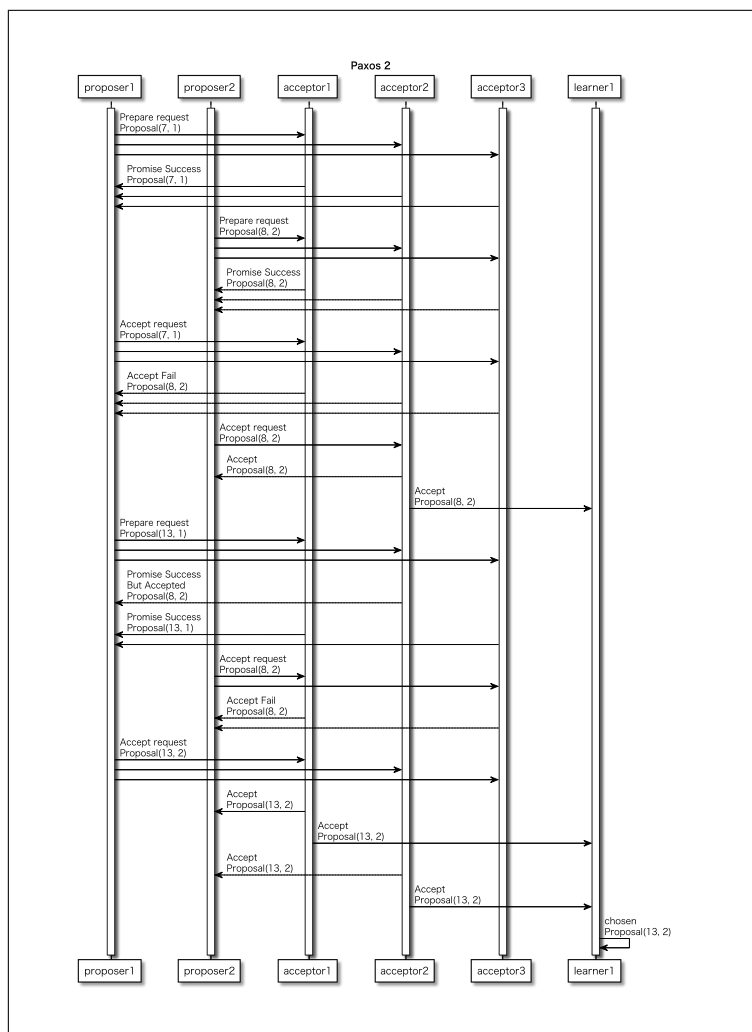 Paxos 2
proposer1
proposer2
acceptor1
acceptor2
acceptor3
learner1
Prepare request
Proposal(7, 1)
Promise Success
Proposal(7, 1)
Prepare request
Proposal(8, 2)
Promise Success
Proposal(8, 2)
Accept request
Proposal(7, 1)
Accept Fail
Proposal(8, 2)
Accept request
Proposal(8, 2)
Accept
Proposal(8, 2)
Accept
Proposal(8, 2)
Prepare request
Proposal(13, 1)
Promise Success
But Accepted
Proposal(8, 2)
Promise Success
Proposal(13, 1)
Accept request
Proposal(8, 2)
Accept Fail
Proposal(8, 2)
Accept request
Proposal(13, 2)
Accept
Proposal(13, 2)
Accept
Proposal(13, 2)
Accept
Proposal(13, 2)
Accept
Proposal(13, 2)
chosen
Proposal(13, 2)
proposer1
proposer2
acceptor1
acceptor2
acceptor3
learner1